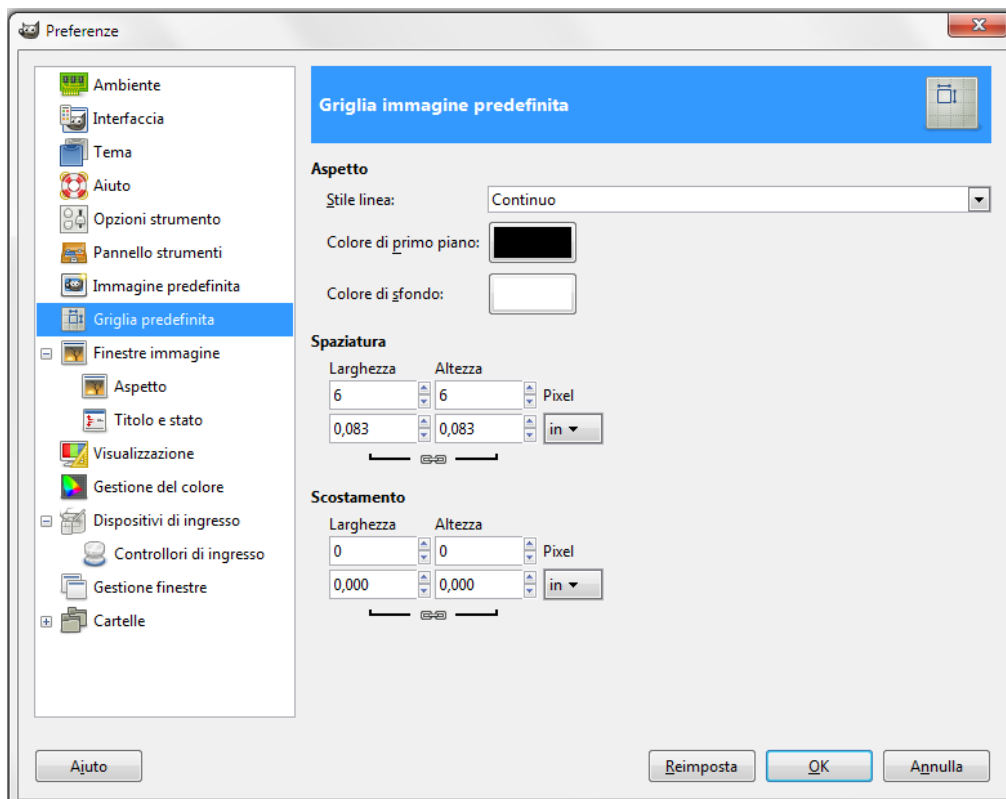 Preferenze
Ambiente
Interfaccia
Tema
Aiuto
Opzioni strumento
Pannello strumenti
Immagine predefinita
Griglia predefinita
Finestre immagine
Aspetto
Titolo e stato
Visualizzazione
Gestione del colore
Dispositivi di ingresso
Controllori di ingresso
Gestione finestre
Cartelle
Griglia immagine predefinita
Aspetto
Stile linea: Continuo
Colore di primo piano:
Colore di sfondo:
Spaziatura
Larghezza Altezza
6 6 Pixel
0,083 0,083 in
Scostamento
Larghezza Altezza
0 0 Pixel
0,000 0,000 in
Aiuto Reimposta OK Annulla